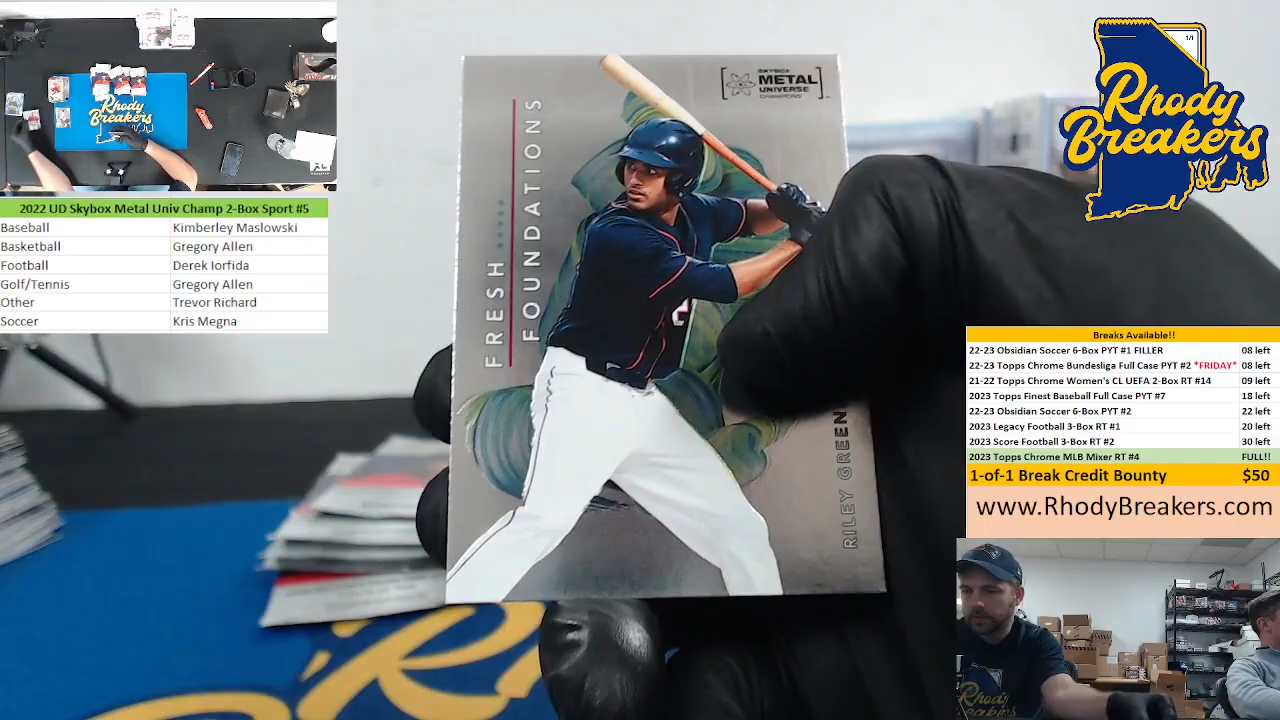 Rhody
Breakers
2022 UD Skybox Metal Univ Champ 2-Box Sport #5
Baseball Kimberley Maslowski
Basketball Gregory Allen
Football Derek Iorfida
Golf/Tennis Gregory Allen
Other Trevor Richard
Soccer Kris Megna
FRESH
FOUNDATIONS
SKYBOX
METAL
UNIVERSE
CHAMPIONS
RILEY GREEN
1/1
Rhody
Breakers
Breaks Available!!
22-23 Obsidian Soccer 6-Box PYT #1 FILLER 08 left
22-23 Topps Chrome Bundesliga Full Case PYT #2 *FRIDAY* 08 left
21-22 Topps Chrome Women's CL UEFA 2-Box RT #14 09 left
2023 Topps Finest Baseball Full Case PYT #7 18 left
22-23 Obsidian Soccer 6-Box PYT #2 22 left
2023 Legacy Football 3-Box RT #1 20 left
2023 Score Football 3-Box RT #2 30 left
2023 Topps Chrome MLB Mixer RT #4 FULL!!
1-of-1 Break Credit Bounty $50
www.RhodyBreakers.com
Rhody
Breakers